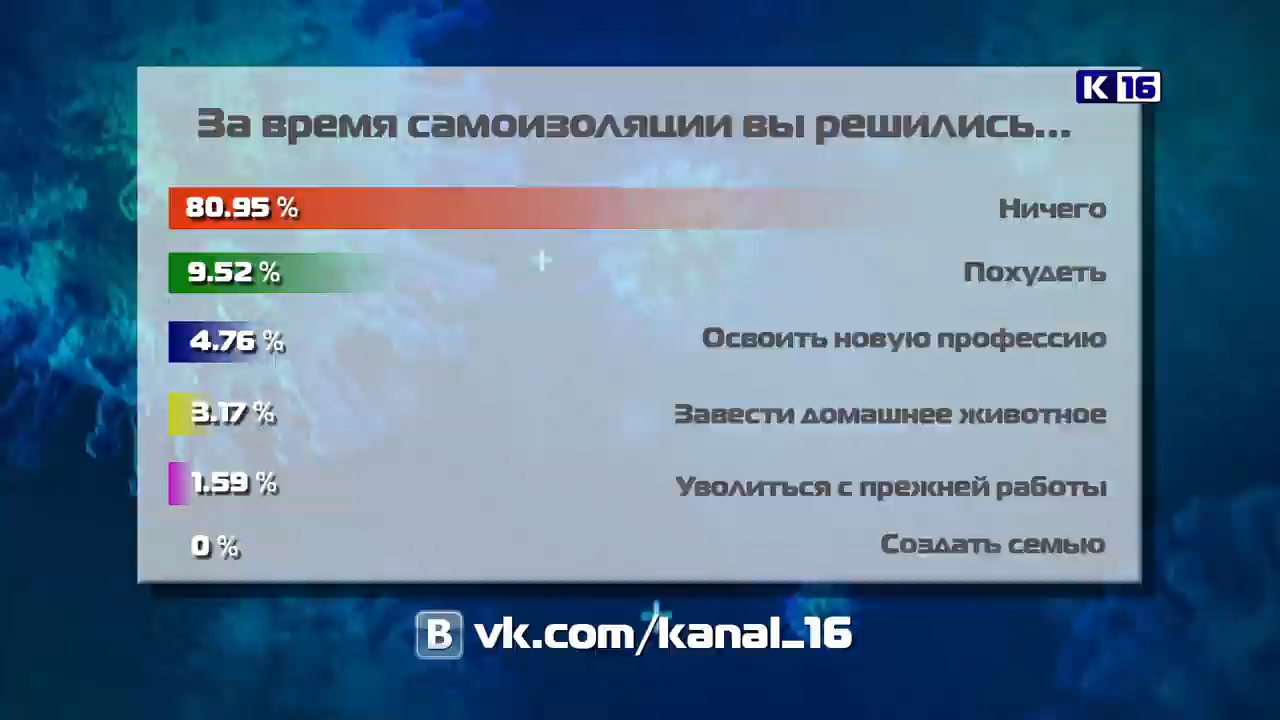 К 16
За время самоизоляции вы решились...
80.95 % Ничего
9.52 % Похудеть
4.76 % Освоить новую профессию
3.17 % Завести домашнее животное
1.59 % Уволиться с прежней работы
0 % Создать семью
В vk.com/kanal_16